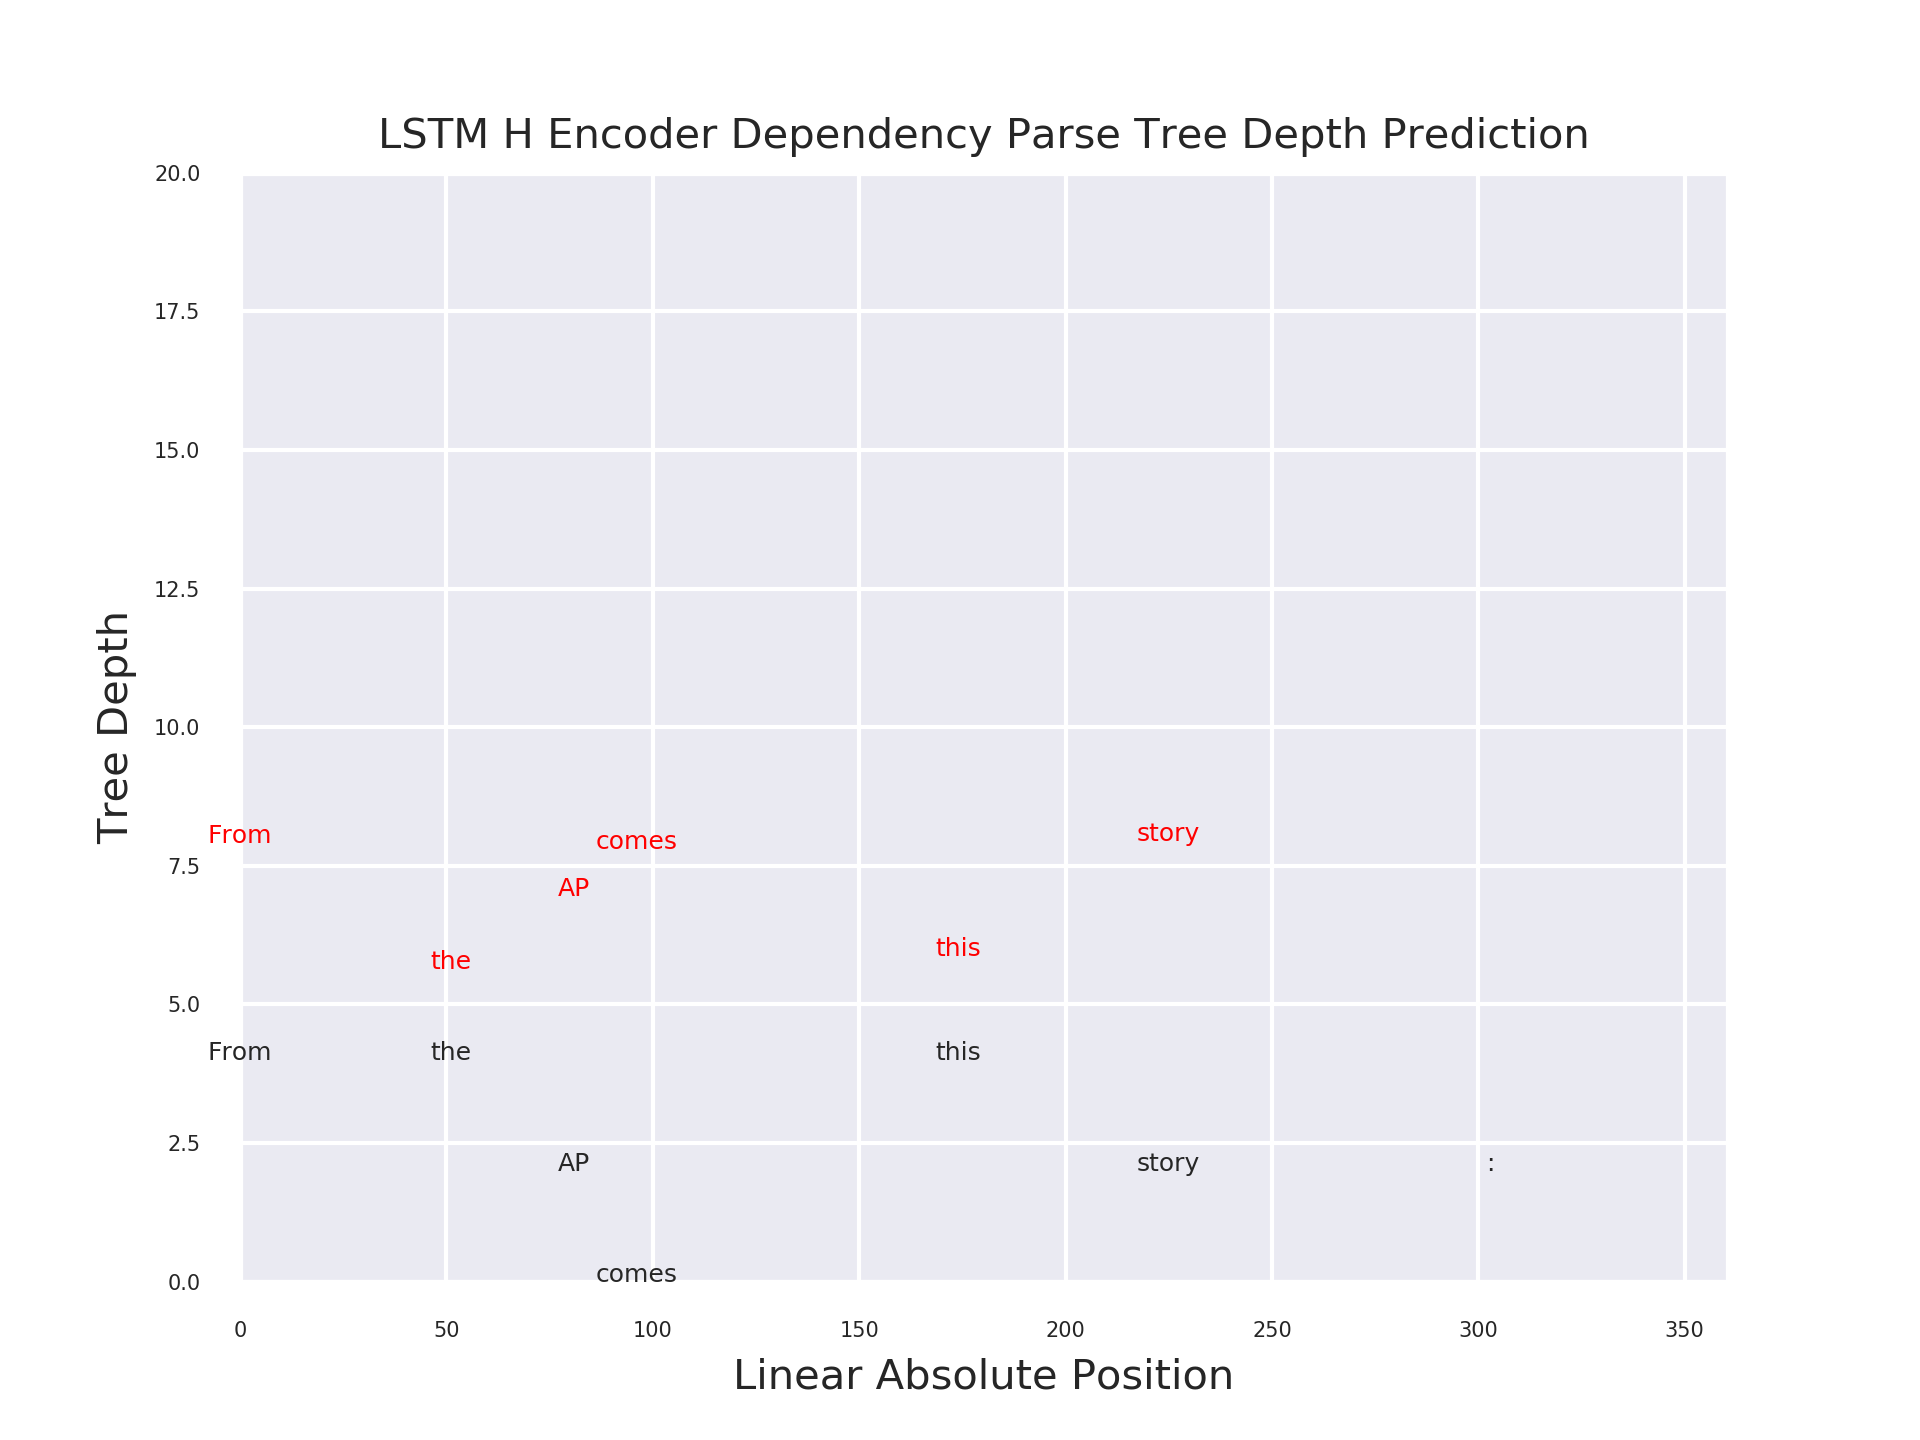 LSTM H Encoder Dependency Parse Tree Depth Prediction
20.0
17.5
15.0
12.5
10.0
7.5
5.0
2.5
0.0
Tree Depth
From
comes
story
AP
the
this
From
the
this
AP
story
:
comes
0 50 100 150 200 250 300 350
Linear Absolute Position